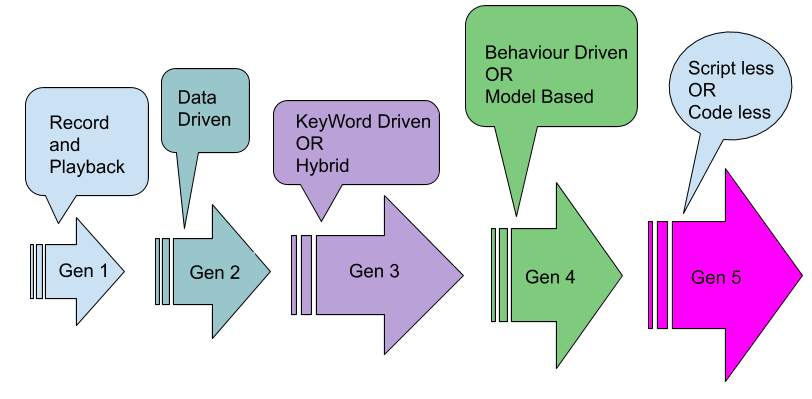 Record
and
Playback
Data
Driven
KeyWord Driven
OR
Hybrid
Behaviour Driven
OR
Model Based
Script less
OR
Code less
Gen 1
Gen 2
Gen 3
Gen 4
Gen 5